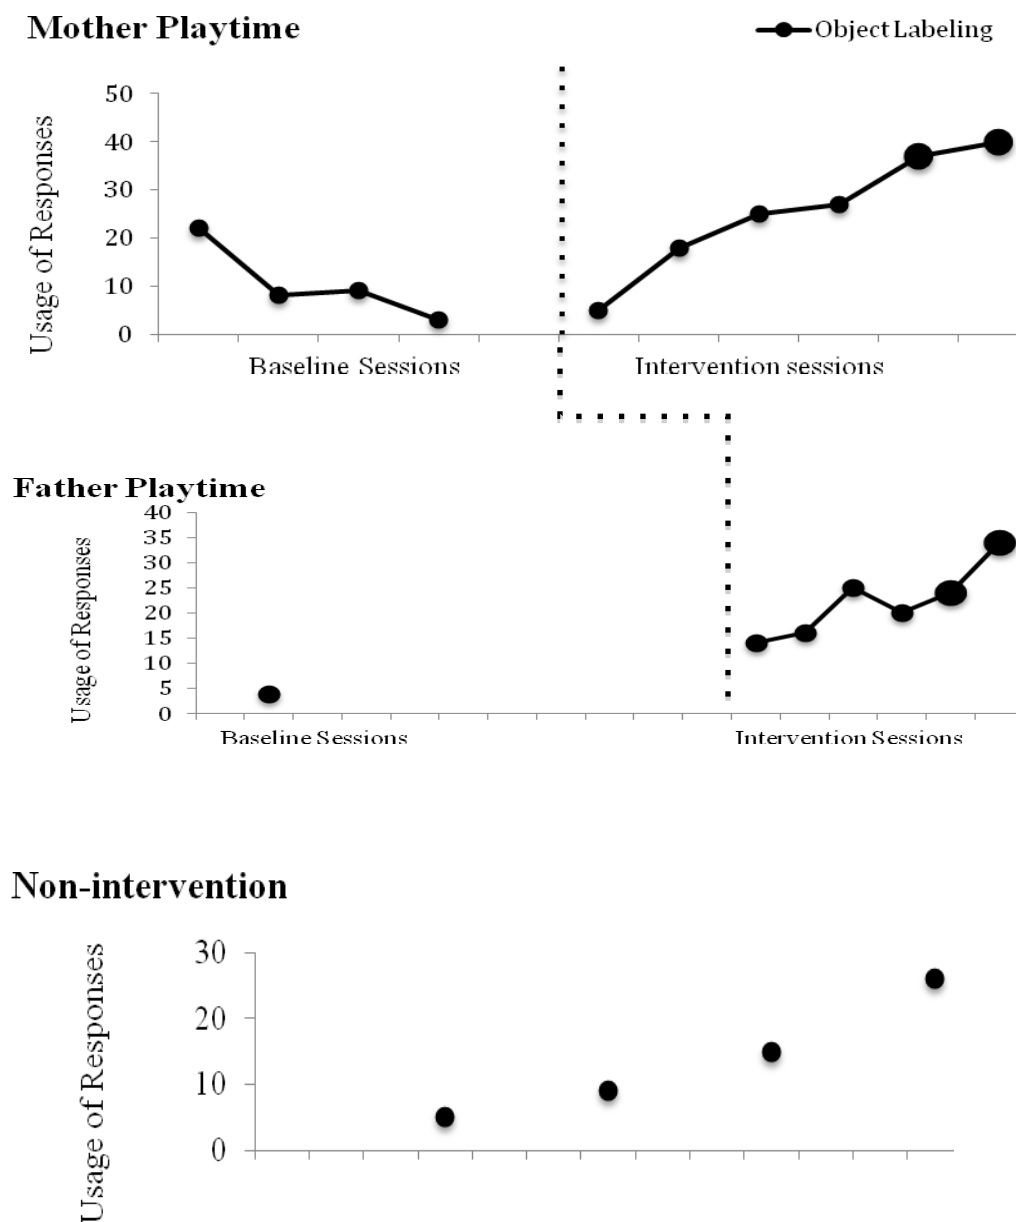 Mother Playtime
Object Labeling
Usage of Responses
50
40
30
20
10
0
Baseline Sessions
Intervention sessions
Father Playtime
Usage of Responses
40
35
30
25
20
15
10
5
0
Baseline Sessions
Intervention Sessions
Non-intervention
Usage of Responses
30
20
10
0